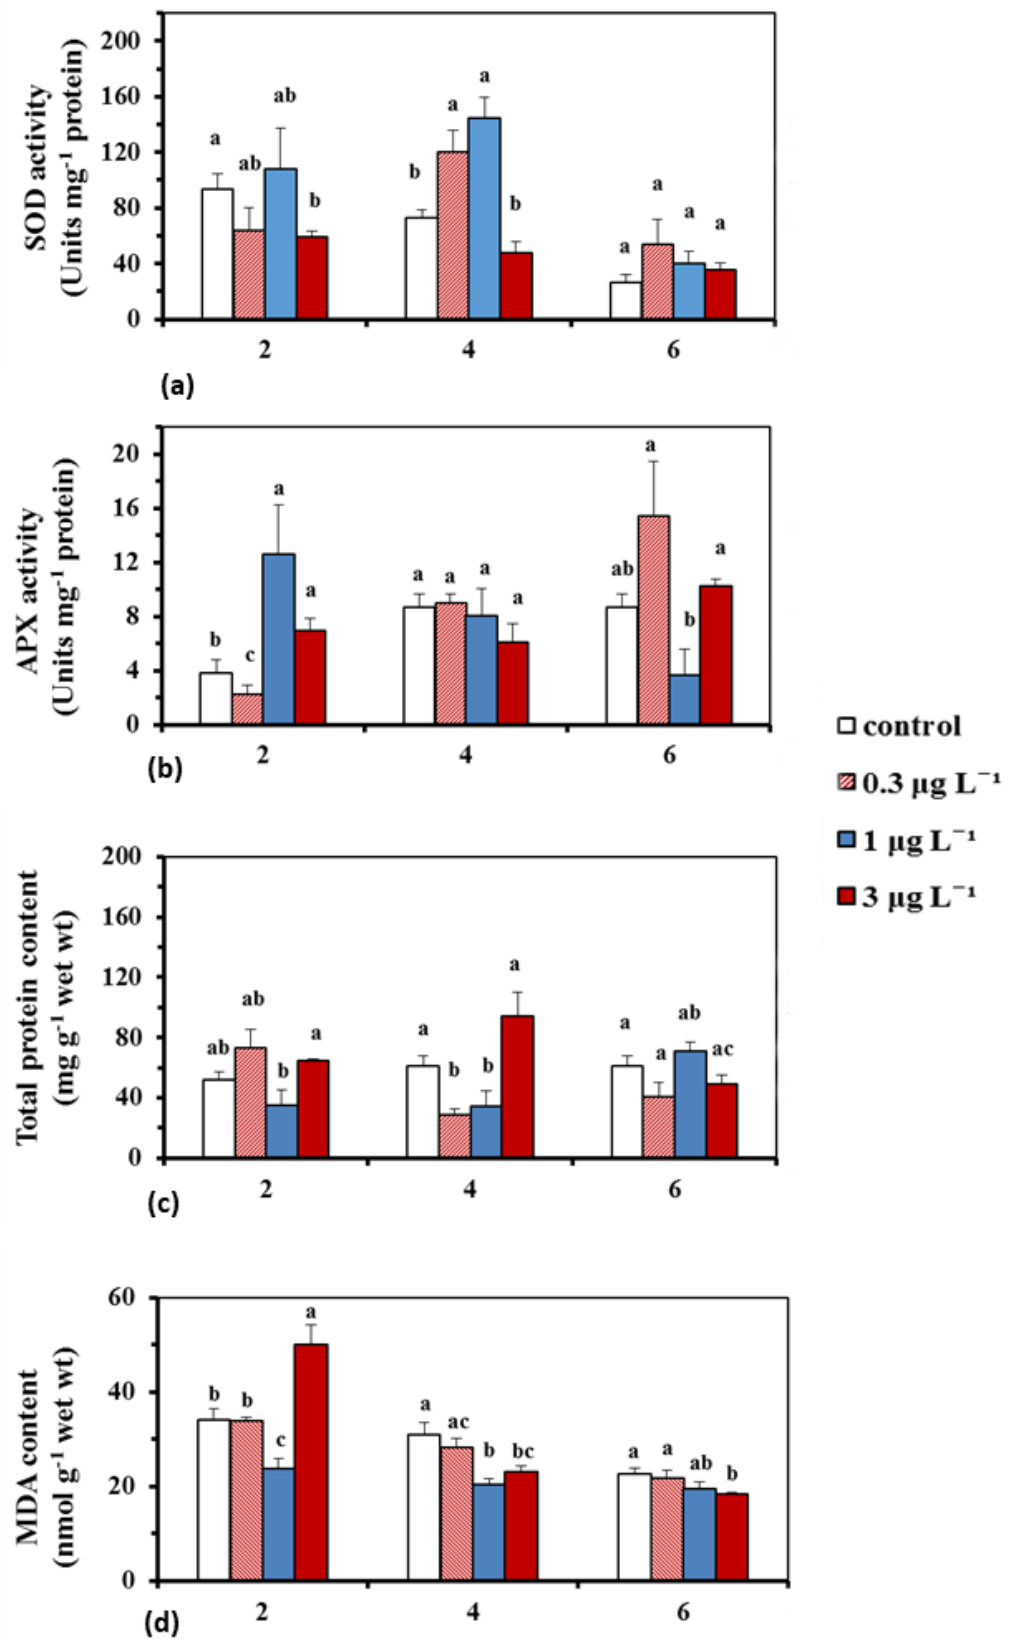 SOD activity
(Units mg⁻¹ protein)
200
160
120
80
40
0
a
ab
ab
b
b
a
a
b
a
a
a
a
2
4
6
(a)
APX activity
(Units mg⁻¹ protein)
20
16
12
8
4
0
b
c
a
a
a
a
a
a
ab
a
b
a
2
4
6
(b)
control
0.3 µg L⁻¹
1 µg L⁻¹
3 µg L⁻¹
Total protein content
(mg g⁻¹ wet wt)
200
160
120
80
40
0
ab
ab
b
a
a
b
b
a
a
a
ab
ac
2
4
6
(c)
MDA content
(nmol g⁻¹ wet wt)
60
40
20
0
b
b
c
a
a
ac
b
bc
a
a
ab
b
2
4
6
(d)